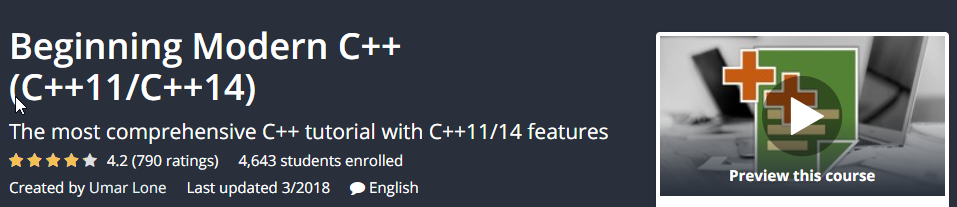 Beginning Modern C++
(C++11/C++14)
The most comprehensive C++ tutorial with C++11/14 features
4.2 (790 ratings) 4,643 students enrolled
Created by Umar Lone Last updated 3/2018 English
Preview this course